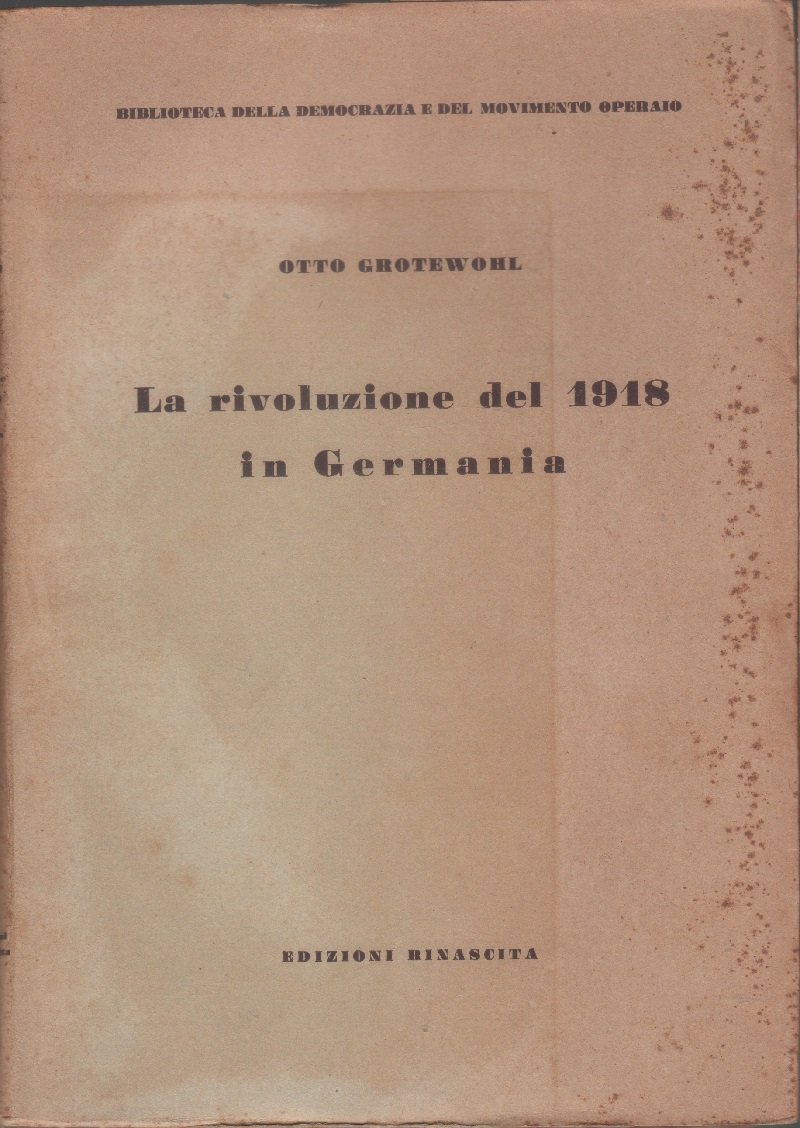 BIBLIOTECA DELLA DEMOCRAZIA E DEL MOVIMENTO OPERAIO
OTTO GROTEWOHL
La rivoluzione del 1918
in Germania
EDIZIONI RINASCITA